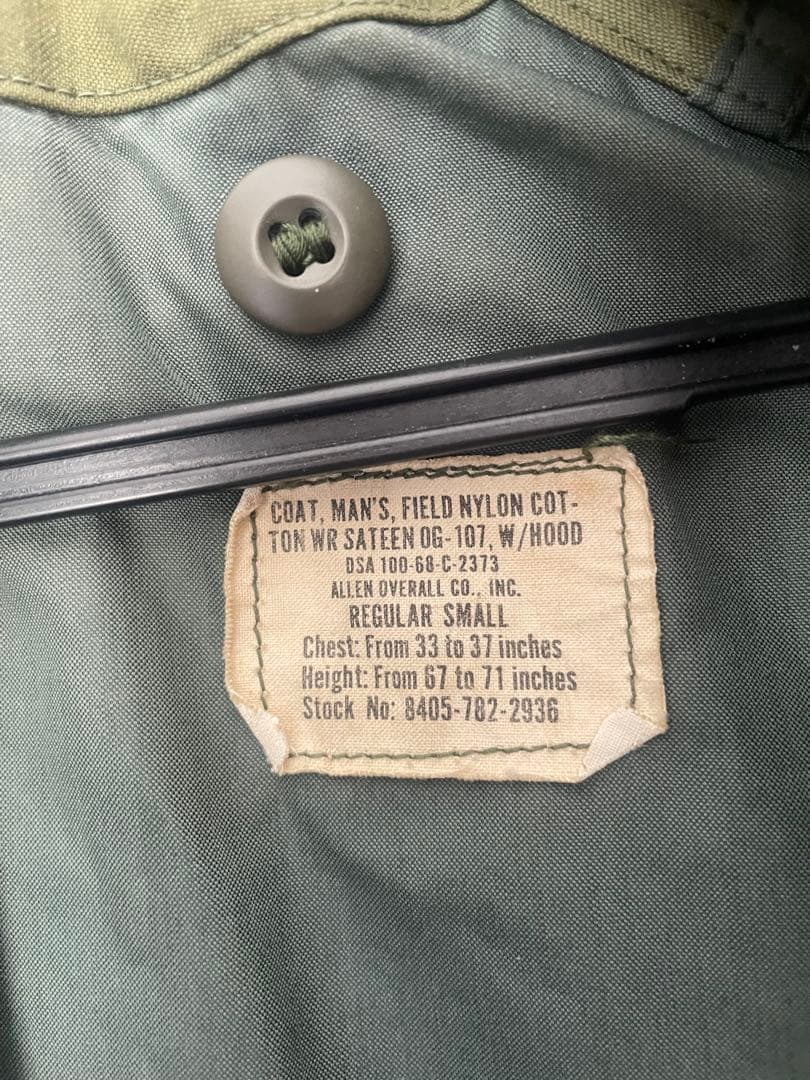 COAT, MAN'S, FIELD NYLON COT-
TON WR SATEEN OG-107, W/HOOD
DSA 100-68-C-2373
ALLEN OVERALL CO., INC.
REGULAR SMALL
Chest: From 33 to 37 inches
Height: From 67 to 71 inches
Stock No: 8405-782-2936